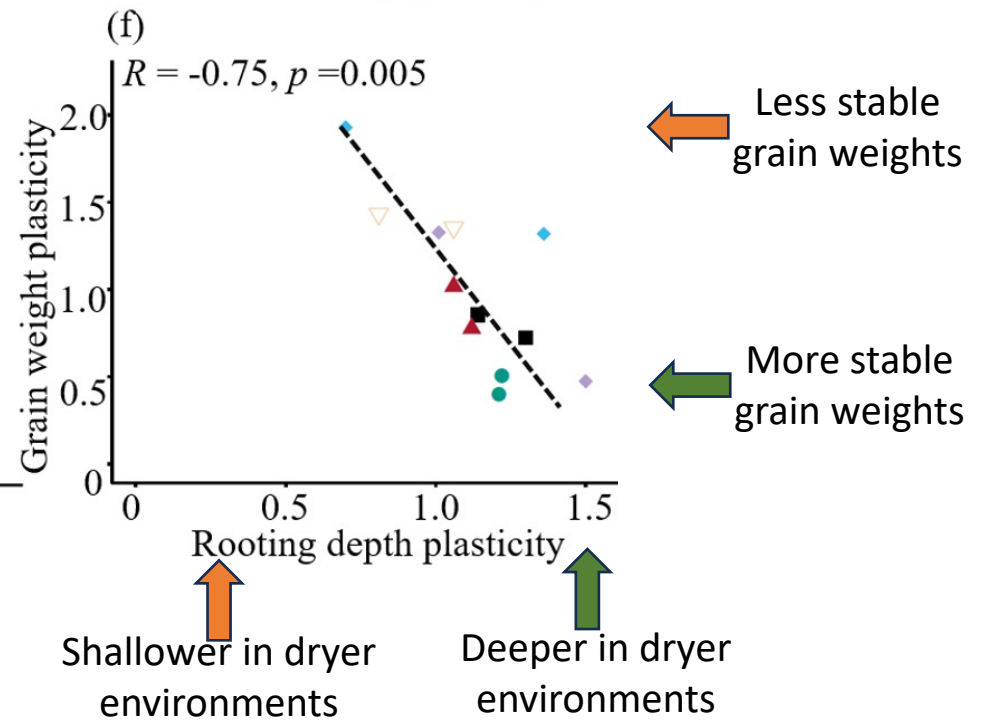 (f)
R = -0.75, p =0.005
Grain weight plasticity
2.0
1.5
1.0
0.5
0
0 0.5 1.0 1.5
Rooting depth plasticity
Less stable
grain weights
More stable
grain weights
Shallower in dryer
environments
Deeper in dryer
environments